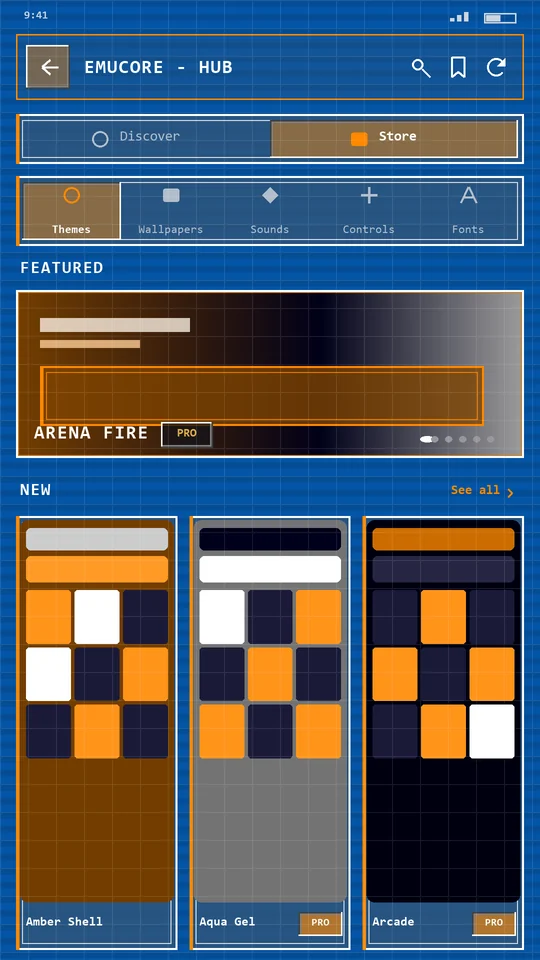 9:41
EMUCORE - HUB
Discover
Store
Themes
Wallpapers
Sounds
Controls
Fonts
FEATURED
ARENA FIRE
PRO
NEW
See all
Amber Shell
Aqua Gel
PRO
Arcade
PRO